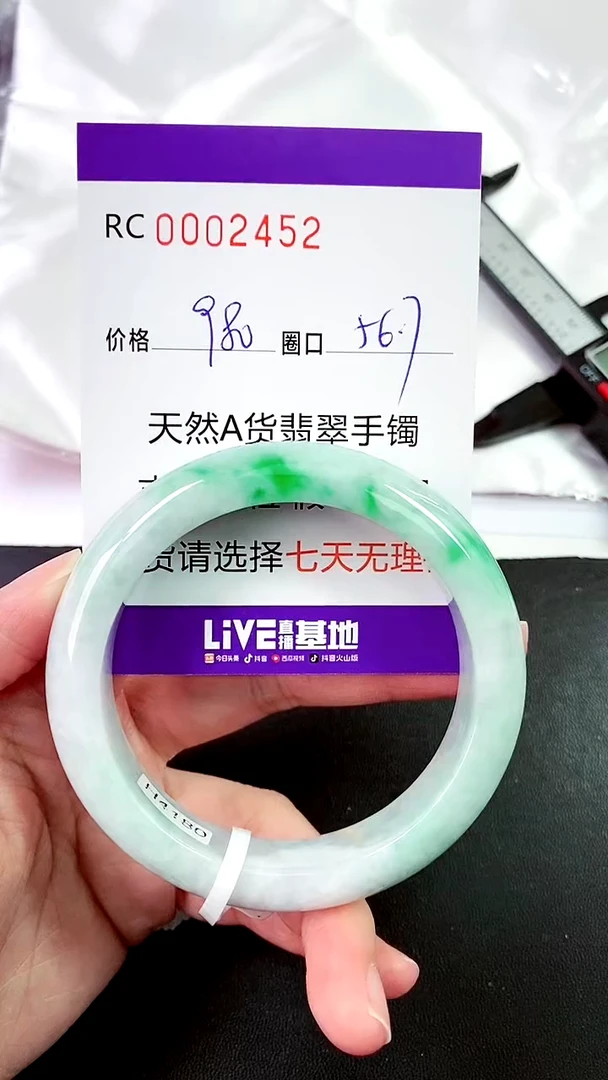 RC 0002452
价格 980 圈口 56.7
天然A货翡翠手镯
货请选择七天无理
LiVE直播基地
今日头条 抖音 西瓜视频 抖音火山版
H4180